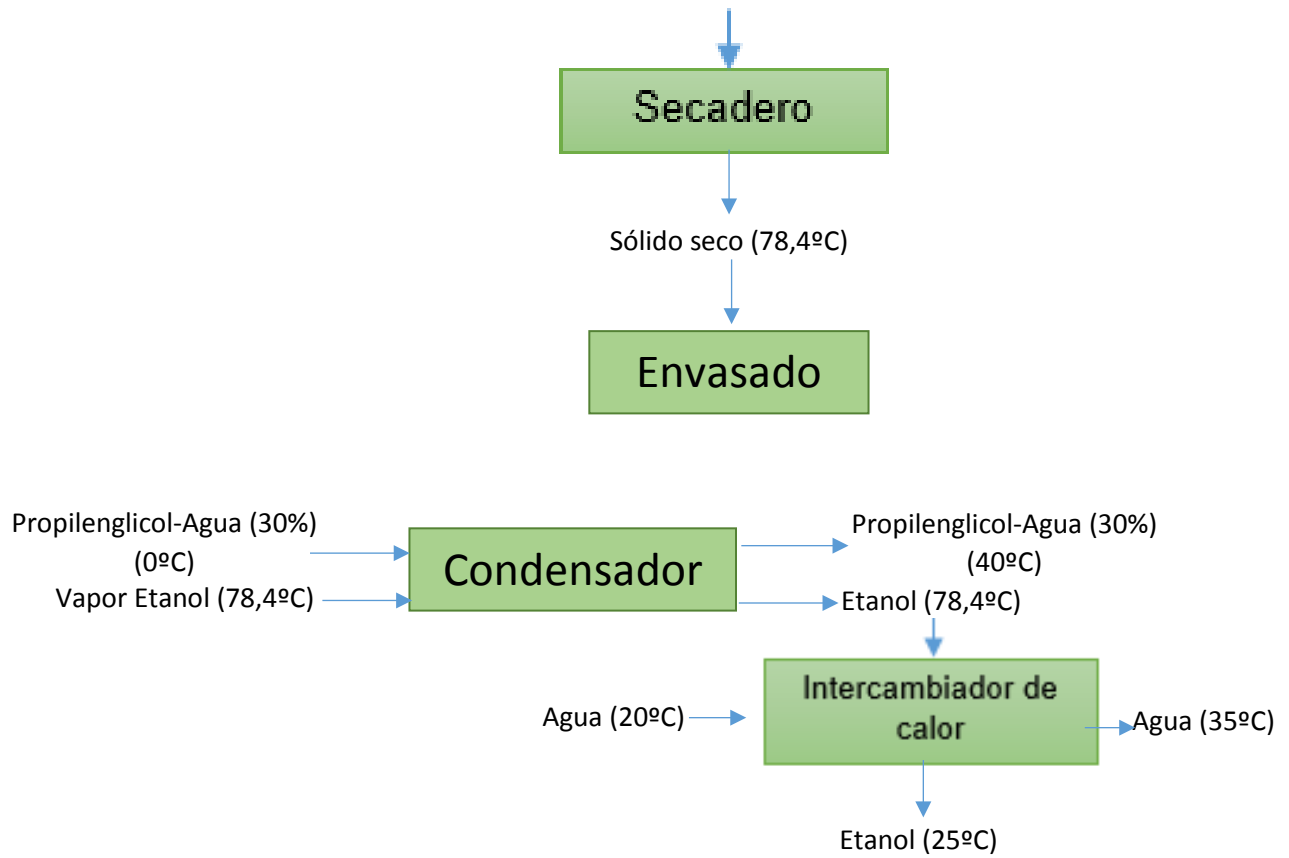 Secadero
Sólido seco (78,4ºC)
Envasado
Propilenglicol-Agua (30%)
(0ºC)
Vapor Etanol (78,4ºC)
Condensador
Propilenglicol-Agua (30%)
(40ºC)
Etanol (78,4ºC)
Intercambiador de
calor
Agua (20ºC)
Agua (35ºC)
Etanol (25ºC)